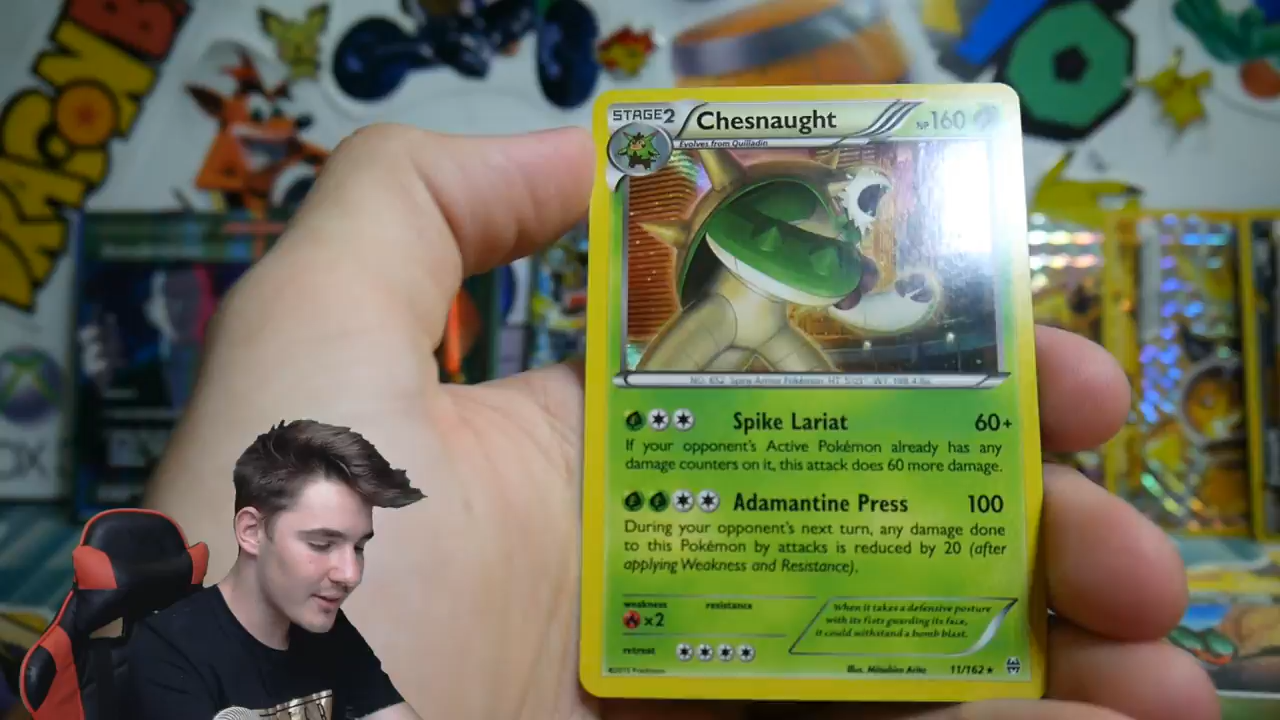 STAGE2
Chesnaught
HP160
Evolves from Quilladin
NO. 652 Spiny Armor Pokémon HT: 5'03" WT: 198.4 lbs.
Spike Lariat 60+
If your opponent's Active Pokémon already has any
damage counters on it, this attack does 60 more damage.
Adamantine Press 100
During your opponent's next turn, any damage done
to this Pokémon by attacks is reduced by 20 (after
applying Weakness and Resistance).
weakness resistance
x2
When it takes a defensive posture
with its fists guarding its face,
it could withstand a bomb blast.
retreat
©2015 Pokémon
Illus. Mitsuhiro Arita
11/162 ★